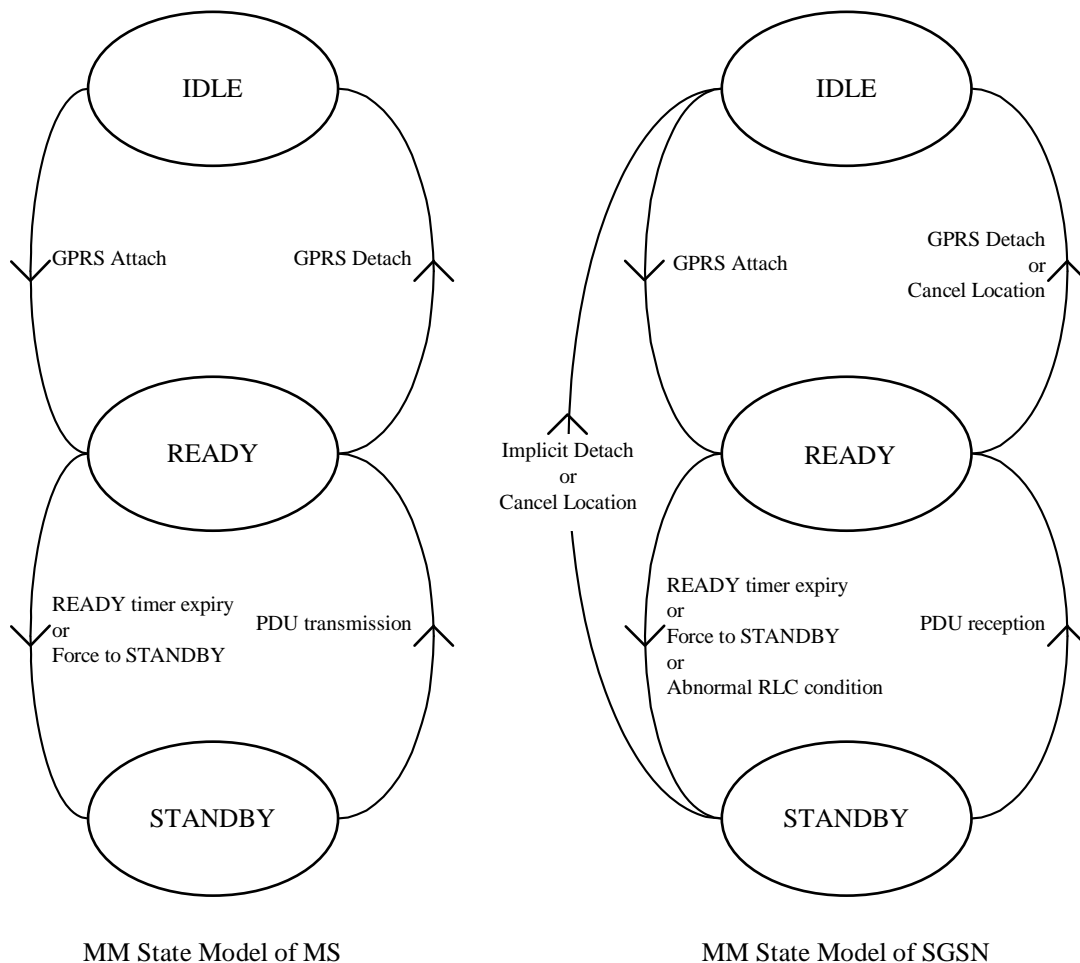 IDLE
GPRS Attach
GPRS Detach
READY
READY timer expiry
or
Force to STANDBY
PDU transmission
STANDBY
MM State Model of MS
IDLE
GPRS Attach
GPRS Detach
or
Cancel Location
Implicit Detach
or
Cancel Location
READY
READY timer expiry
or
Force to STANDBY
or
Abnormal RLC condition
PDU reception
STANDBY
MM State Model of SGSN